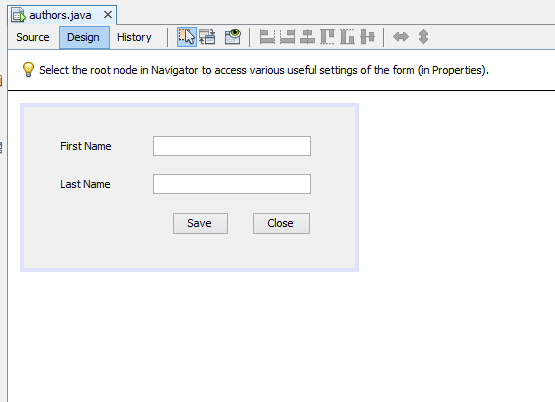 authors.java
Source Design History
Select the root node in Navigator to access various useful settings of the form (in Properties).
First Name
Last Name
Save Close